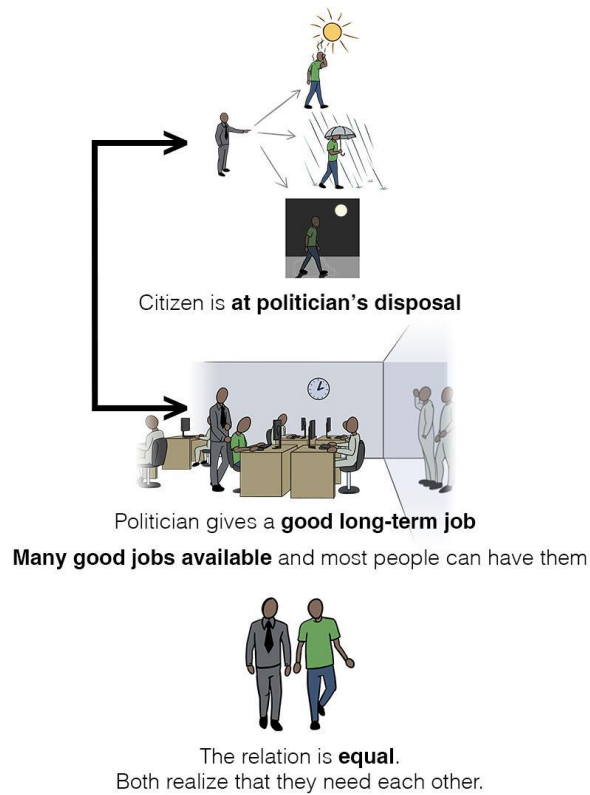 Citizen is at politician's disposal
Politician gives a good long-term job
Many good jobs available and most people can have them
The relation is equal.
Both realize that they need each other.